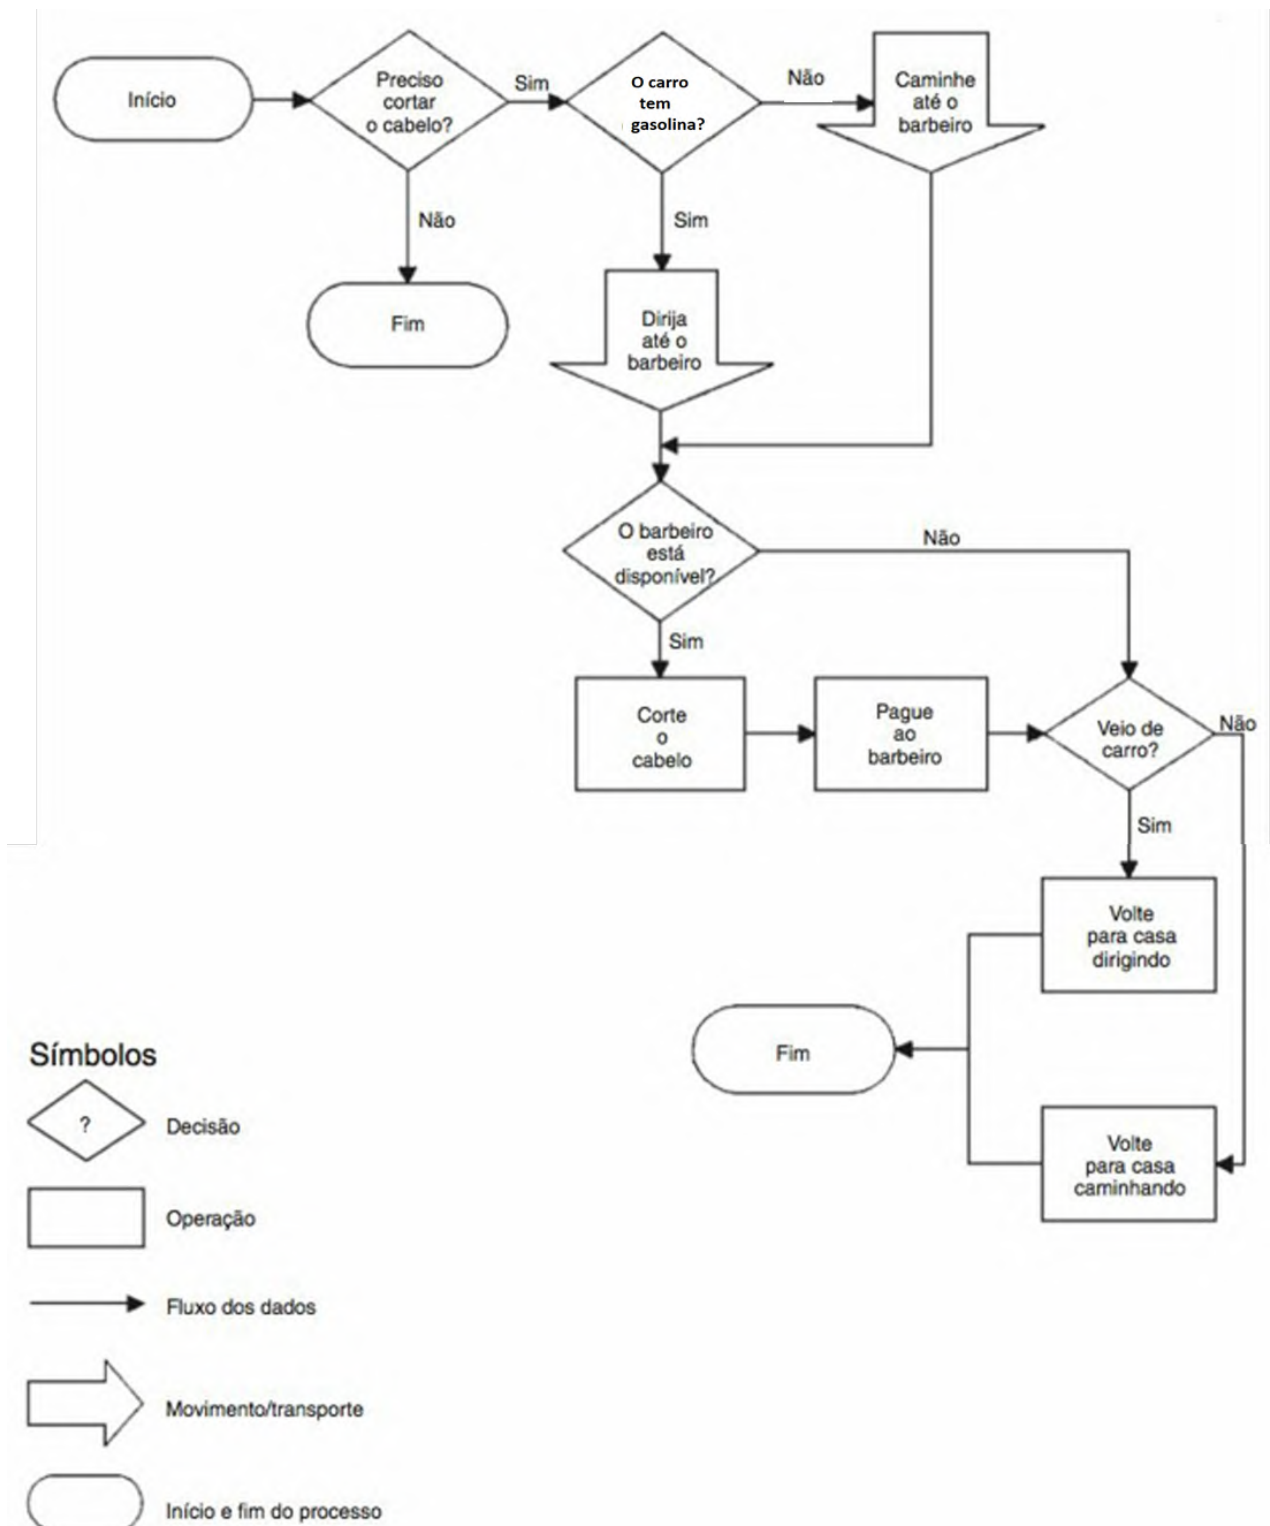 Início
Preciso
cortar
o cabelo?
Sim
O carro
tem
gasolina?
Não
Caminhe
até o
barbeiro
Não
Sim
Fim
Dirija
até o
barbeiro
O barbeiro
está
disponível?
Não
Sim
Corte
o
cabelo
Pague
ao
barbeiro
Veio de
carro?
Não
Sim
Volte
para casa
dirigindo
Fim
Volte
para casa
caminhando
Símbolos
?
Decisão
Operação
Fluxo dos dados
Movimento/transporte
Início e fim do processo